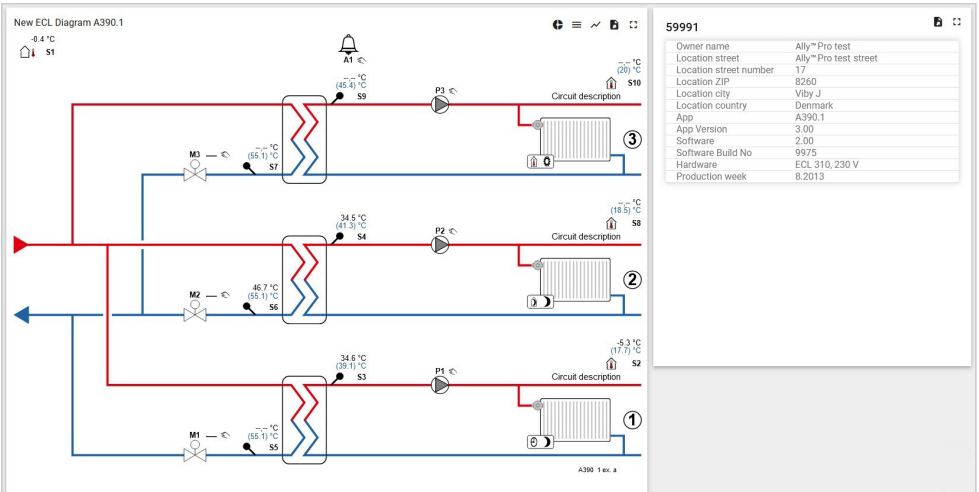 New ECL Diagram A390.1
-0.4 °C
S1
A1
--.-- °C
(45.4) °C
S9
P3
--.-- °C
(20) °C
S10
Circuit description
M3 —
--.-- °C
(55.1) °C
S7
3
34.5 °C
(41.3) °C
S4
P2
--.-- °C
(18.5) °C
S8
Circuit description
M2 —
46.7 °C
(55.1) °C
S6
2
34.6 °C
(39.1) °C
S3
P1
-5.3 °C
(17.7) °C
S2
Circuit description
M1 —
--.-- °C
(55.1) °C
S5
1
A390 1 ex. a
59991
Owner name Ally™ Pro test
Location street Ally™ Pro test street
Location street number 17
Location ZIP 8260
Location city Viby J
Location country Denmark
App A390.1
App Version 3.00
Software 2.00
Software Build No 9975
Hardware ECL 310, 230 V
Production week 8.2013